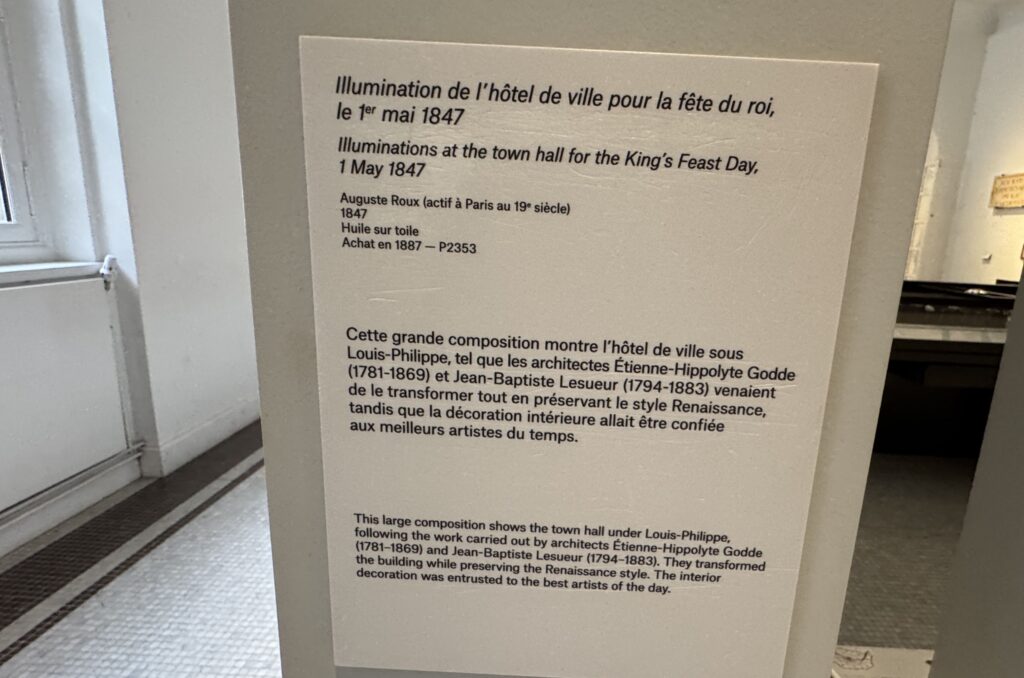 Illumination de l'hôtel de ville pour la fête du roi,
le 1er mai 1847
Illuminations at the town hall for the King's Feast Day,
1 May 1847
Auguste Roux (actif à Paris au 19e siècle)
1847
Huile sur toile
Achat en 1887 — P2353
Cette grande composition montre l'hôtel de ville sous
Louis-Philippe, tel que les architectes Étienne-Hippolyte Godde
(1781-1869) et Jean-Baptiste Lesueur (1794-1883) venaient
de le transformer tout en préservant le style Renaissance,
tandis que la décoration intérieure allait être confiée
aux meilleurs artistes du temps.
This large composition shows the town hall under Louis-Philippe,
following the work carried out by architects Étienne-Hippolyte Godde
(1781–1869) and Jean-Baptiste Lesueur (1794–1883). They transformed
the building while preserving the Renaissance style. The interior
decoration was entrusted to the best artists of the day.